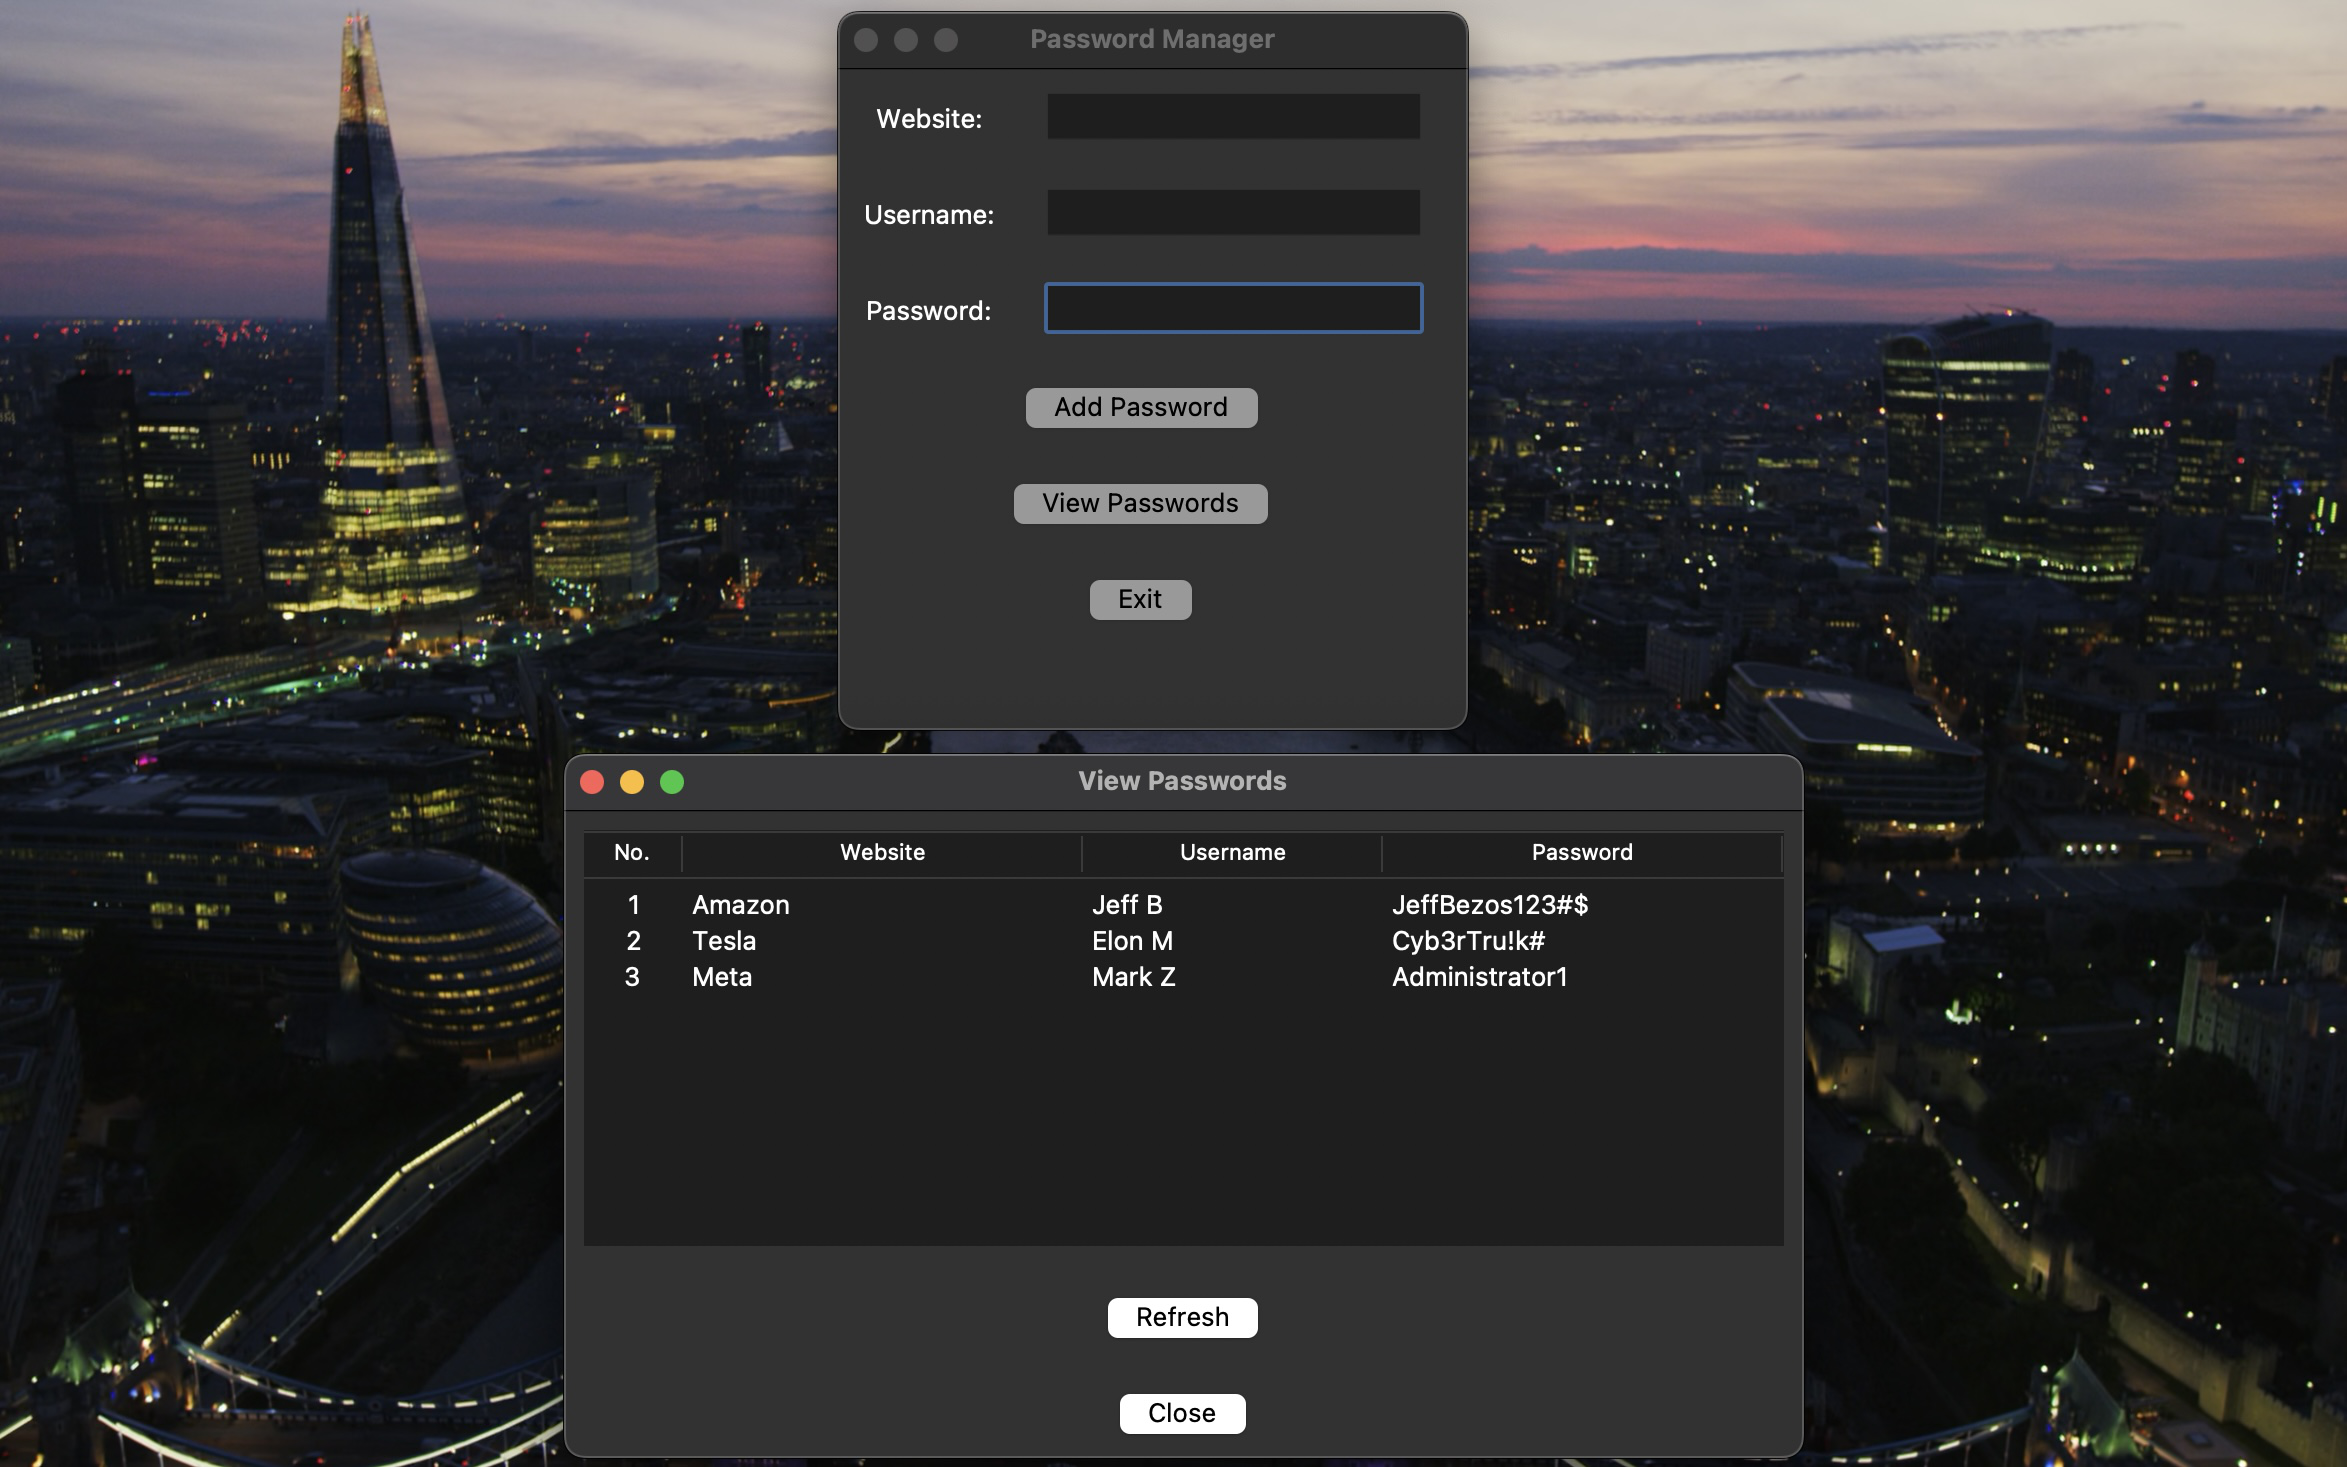 Password Manager
Website:
Username:
Password:
Add Password
View Passwords
Exit
View Passwords
No. Website Username Password
1 Amazon Jeff B JeffBezos123#$
2 Tesla Elon M Cyb3rTru!k#
3 Meta Mark Z Administrator1
Refresh
Close